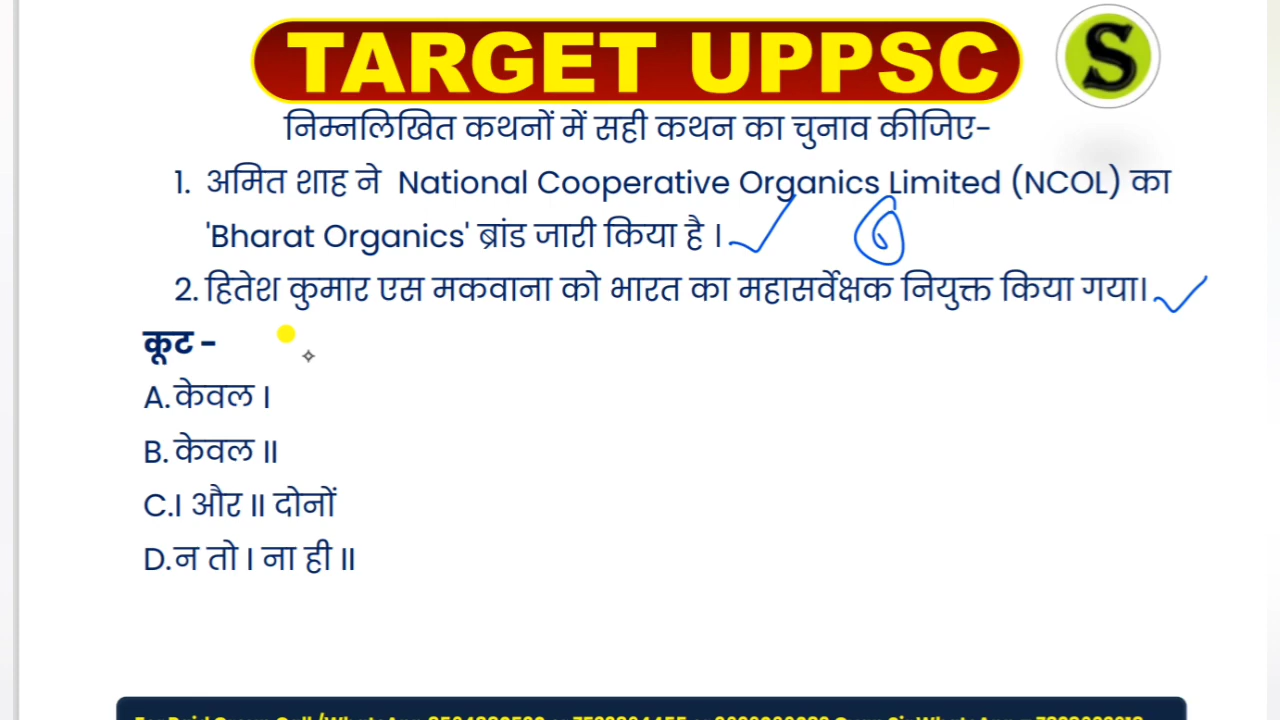 TARGET UPPSC
S
निम्नलिखित कथनों में सही कथन का चुनाव कीजिए-
1. अमित शाह ने National Cooperative Organics Limited (NCOL) का
'Bharat Organics' ब्रांड जारी किया है ।
2. हितेश कुमार एस मकवाना को भारत का महासर्वेक्षक नियुक्त किया गया।
कूट -
A. केवल I
B. केवल II
C. I और II दोनों
D. न तो I ना ही II